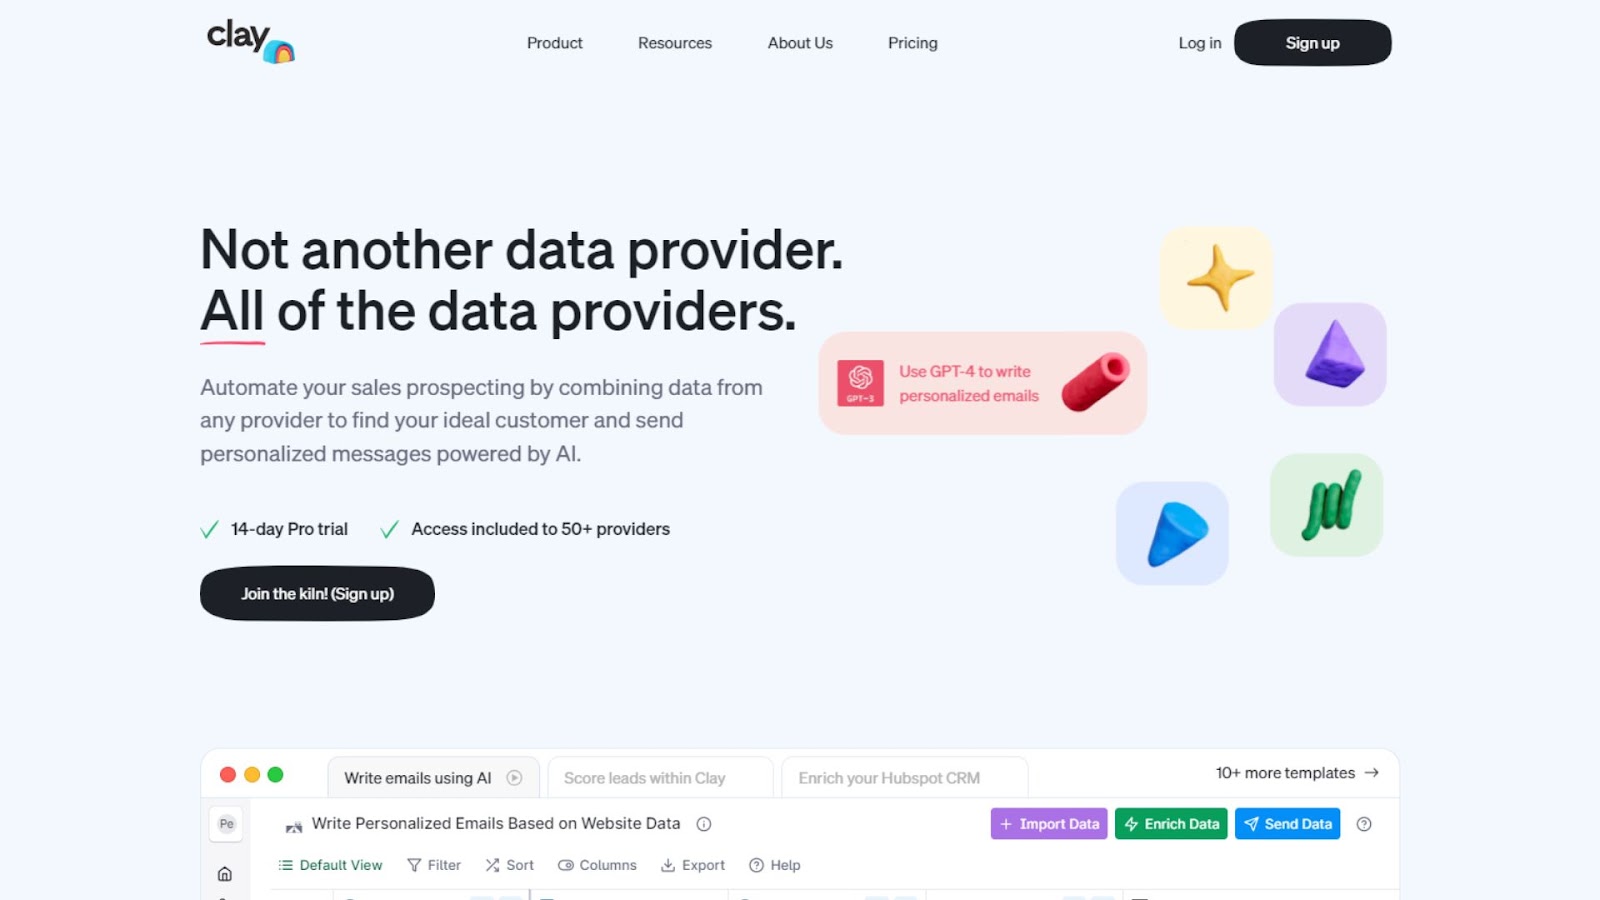 clay
Product
Resources
About Us
Pricing
Log in
Sign up
Not another data provider.
All of the data providers.
Automate your sales prospecting by combining data from
any provider to find your ideal customer and send
personalized messages powered by AI.
14-day Pro trial
Access included to 50+ providers
Join the kiln! (Sign up)
GPT-3
Use GPT-4 to write
personalized emails
Write emails using AI
Score leads within Clay
Enrich your Hubspot CRM
10+ more templates
Pe
Write Personalized Emails Based on Website Data
Import Data
Enrich Data
Send Data
Default View
Filter
Sort
Columns
Export
Help